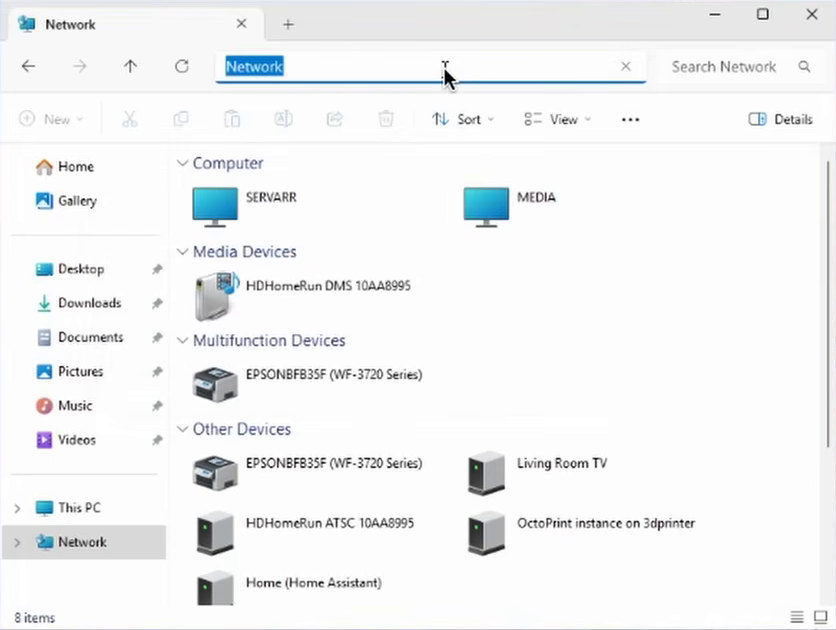 Network
Network
Search Network
New
Sort
View
Details
Home
Gallery
Desktop
Downloads
Documents
Pictures
Music
Videos
This PC
Network
Computer
SERVARR
MEDIA
Media Devices
HDHomeRun DMS 10AA8995
Multifunction Devices
EPSONBFB35F (WF-3720 Series)
Other Devices
EPSONBFB35F (WF-3720 Series)
Living Room TV
HDHomeRun ATSC 10AA8995
OctoPrint instance on 3dprinter
Home (Home Assistant)
8 items